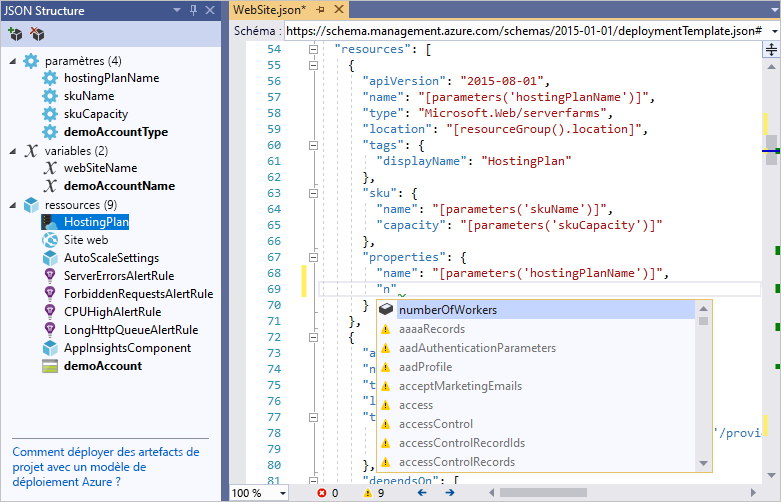 JSON Structure
paramètres (4)
hostingPlanName
skuName
skuCapacity
demoAccountType
variables (2)
webSiteName
demoAccountName
ressources (9)
HostingPlan
Site web
AutoScaleSettings
ServerErrorsAlertRule
ForbiddenRequestsAlertRule
CPUHighAlertRule
LongHttpQueueAlertRule
AppInsightsComponent
demoAccount
Comment déployer des artefacts de
projet avec un modèle de
déploiement Azure ?
WebSite.json*
Schéma : https://schema.management.azure.com/schemas/2015-01-01/deploymentTemplate.json#
54 "resources": [
55 {
56 "apiVersion": "2015-08-01",
57 "name": "[parameters('hostingPlanName')]",
58 "type": "Microsoft.Web/serverfarms",
59 "location": "[resourceGroup().location]",
60 "tags": {
61 "displayName": "HostingPlan"
62 },
63 "sku": {
64 "name": "[parameters('skuName')]",
65 "capacity": "[parameters('skuCapacity')]"
66 },
67 "properties": {
68 "name": "[parameters('hostingPlanName')]",
69 "n"
70 }
71 },
72 {
73 "a
74 "n
75 "t
76 "l
77 "t
78 '/provi
79
80 },
81 "dependsOn": [
numberOfWorkers
aaaaRecords
aadAuthenticationParameters
aadProfile
acceptMarketingEmails
access
accessControl
accessControlRecordIds
accessControlRecords
100 % 0 9